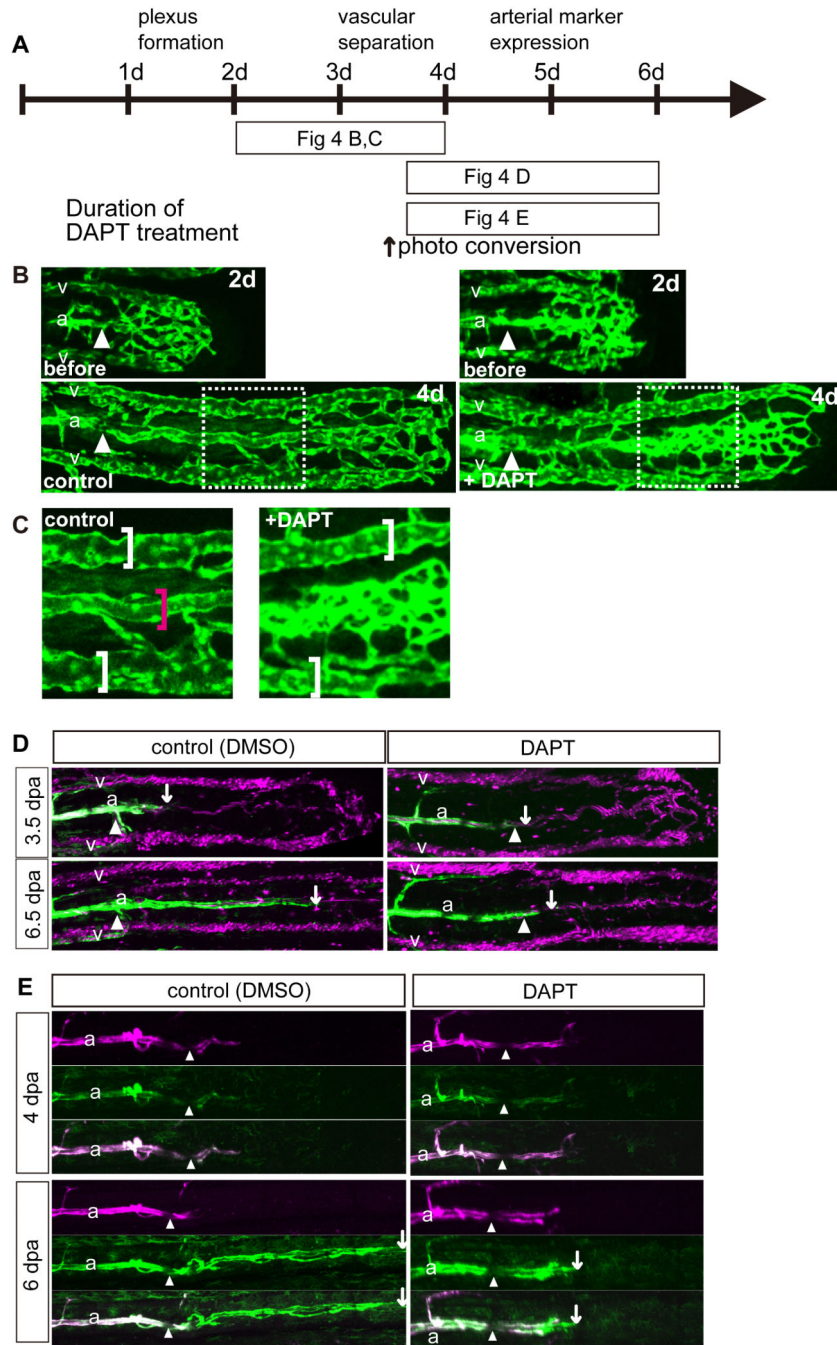 plexus formation
vascular separation
arterial marker expression
A
1d 2d 3d 4d 5d 6d
Fig 4 B,C
Fig 4 D
Duration of
DAPT treatment
Fig 4 E
photo conversion
B
v 2d
a
v
before
v 2d
a
v
before
v 4d
a
v
control
v 4d
a
v
+ DAPT
C
control
+DAPT
D
control (DMSO) DAPT
3.5 dpa
v
a
v
v
a
v
6.5 dpa
v
a
v
v
a
v
E
control (DMSO) DAPT
4 dpa
a a
a a
a a
6 dpa
a a
a a
a a